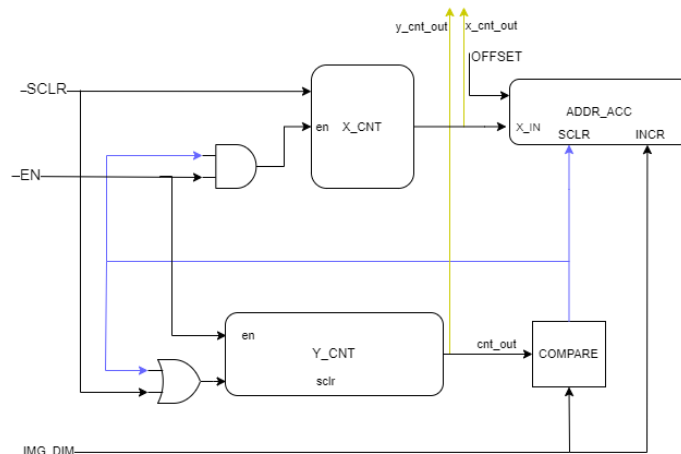 y_cnt_out
x_cnt_out
OFFSET
SCLR
en
X_CNT
ADDR_ACC
X_IN
SCLR
INCR
EN
en
Y_CNT
sclr
cnt_out
COMPARE
IMG_DIM